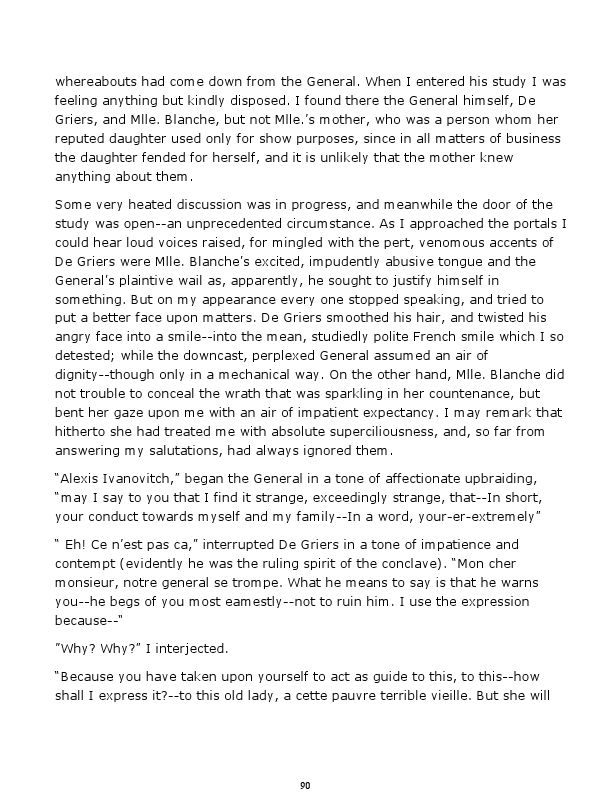 whereabouts had come down from the General. When I entered his study I was
feeling anything but kindly disposed. I found there the General himself, De
Griers, and Mlle. Blanche, but not Mlle.'s mother, who was a person whom her
reputed daughter used only for show purposes, since in all matters of business
the daughter fended for herself, and it is unlikely that the mother knew
anything about them.
Some very heated discussion was in progress, and meanwhile the door of the
study was open--an unprecedented circumstance. As I approached the portals I
could hear loud voices raised, for mingled with the pert, venomous accents of
De Griers were Mlle. Blanche's excited, impudently abusive tongue and the
General's plaintive wail as, apparently, he sought to justify himself in
something. But on my appearance every one stopped speaking, and tried to
put a better face upon matters. De Griers smoothed his hair, and twisted his
angry face into a smile--into the mean, studiedly polite French smile which I so
detested; while the downcast, perplexed General assumed an air of
dignity--though only in a mechanical way. On the other hand, Mlle. Blanche did
not trouble to conceal the wrath that was sparkling in her countenance, but
bent her gaze upon me with an air of impatient expectancy. I may remark that
hitherto she had treated me with absolute superciliousness, and, so far from
answering my salutations, had always ignored them.
“Alexis Ivanovitch,” began the General in a tone of affectionate upbraiding,
“may I say to you that I find it strange, exceedingly strange, that--In short,
your conduct towards myself and my family--In a word, your-er-extremely”
“ Eh! Ce n'est pas ca,” interrupted De Griers in a tone of impatience and
contempt (evidently he was the ruling spirit of the conclave). “Mon cher
monsieur, notre general se trompe. What he means to say is that he warns
you--he begs of you most eamestly--not to ruin him. I use the expression
because--“
”Why? Why?” I interjected.
“Because you have taken upon yourself to act as guide to this, to this--how
shall I express it?--to this old lady, a cette pauvre terrible vieille. But she will
90